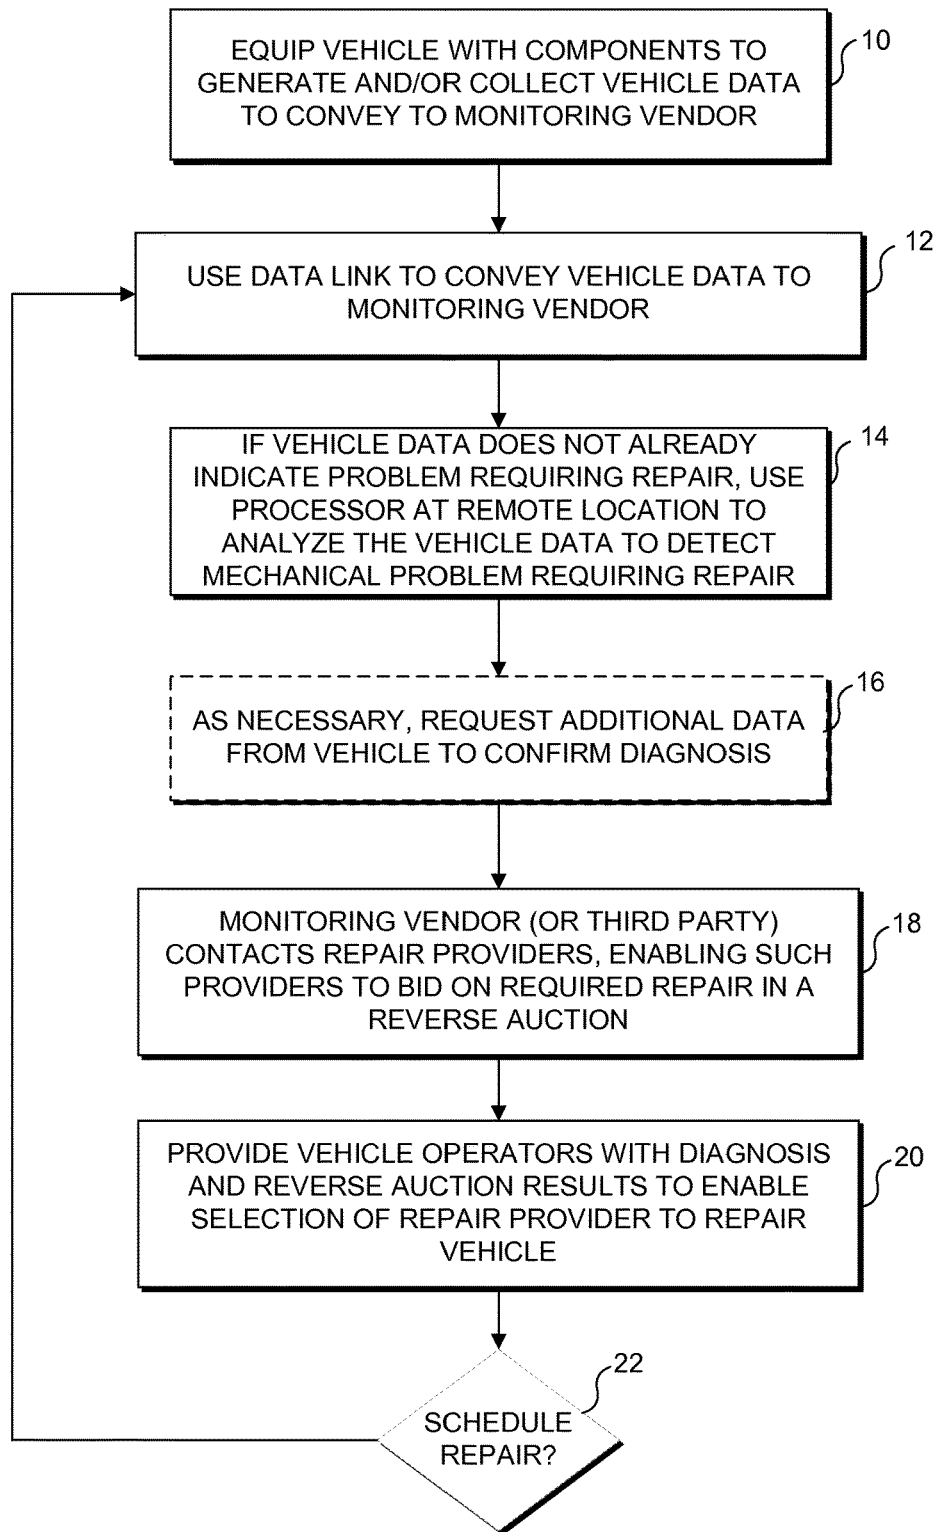 EQUIP VEHICLE WITH COMPONENTS TO
GENERATE AND/OR COLLECT VEHICLE DATA
TO CONVEY TO MONITORING VENDOR
10
USE DATA LINK TO CONVEY VEHICLE DATA TO
MONITORING VENDOR
12
IF VEHICLE DATA DOES NOT ALREADY
INDICATE PROBLEM REQUIRING REPAIR, USE
PROCESSOR AT REMOTE LOCATION TO
ANALYZE THE VEHICLE DATA TO DETECT
MECHANICAL PROBLEM REQUIRING REPAIR
14
AS NECESSARY, REQUEST ADDITIONAL DATA
FROM VEHICLE TO CONFIRM DIAGNOSIS
16
MONITORING VENDOR (OR THIRD PARTY)
CONTACTS REPAIR PROVIDERS, ENABLING SUCH
PROVIDERS TO BID ON REQUIRED REPAIR IN A
REVERSE AUCTION
18
PROVIDE VEHICLE OPERATORS WITH DIAGNOSIS
AND REVERSE AUCTION RESULTS TO ENABLE
SELECTION OF REPAIR PROVIDER TO REPAIR
VEHICLE
20
SCHEDULE
REPAIR?
22